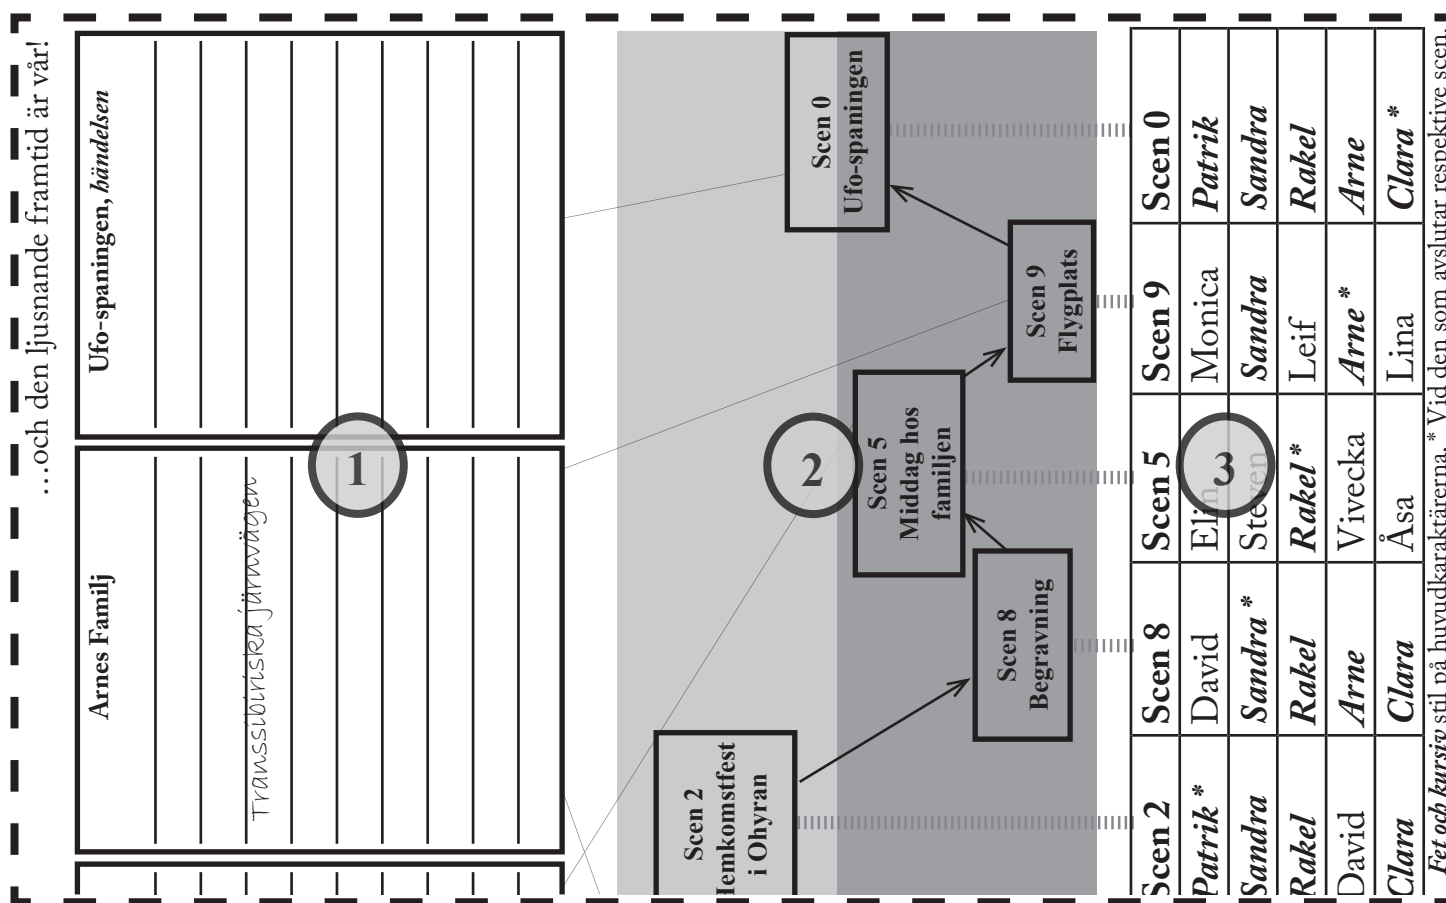 …och den ljusnande framtid är vår!
Arnes Familj
Ufo-spaningen, händelsen
Transsibiriska järnvägen
1
Scen 2
Hemkomstfest
i Ohyran
Scen 8
Begravning
Scen 5
Middag hos
familjen
Scen 9
Flygplats
Scen 0
Ufo-spaningen
2
3
Scen 2 Scen 8 Scen 5 Scen 9 Scen 0
Patrik * David Elin Monica Patrik
Sandra Sandra * Steven Sandra Sandra
Rakel Rakel Rakel * Leif Rakel
David Arne Vivecka Arne * Arne
Clara Clara Åsa Lina Clara *
Fet och kursiv stil på huvudkaraktärerna. * Vid den som avslutar respektive scen.